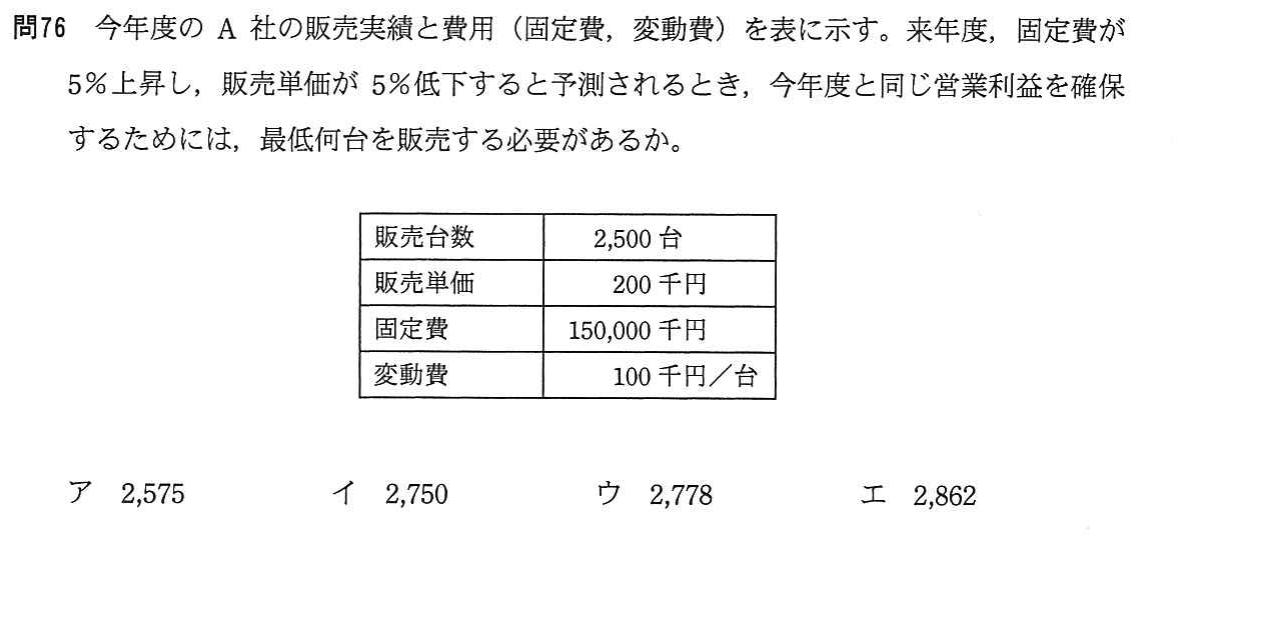 問76 今年度の A 社の販売実績と費用（固定費，変動費）を表に示す。来年度，固定費が
5％上昇し，販売単価が 5％低下すると予測されるとき，今年度と同じ営業利益を確保
するためには，最低何台を販売する必要があるか。
販売台数 2,500 台
販売単価 200 千円
固定費 150,000 千円
変動費 100 千円／台
ア 2,575 イ 2,750 ウ 2,778 エ 2,862